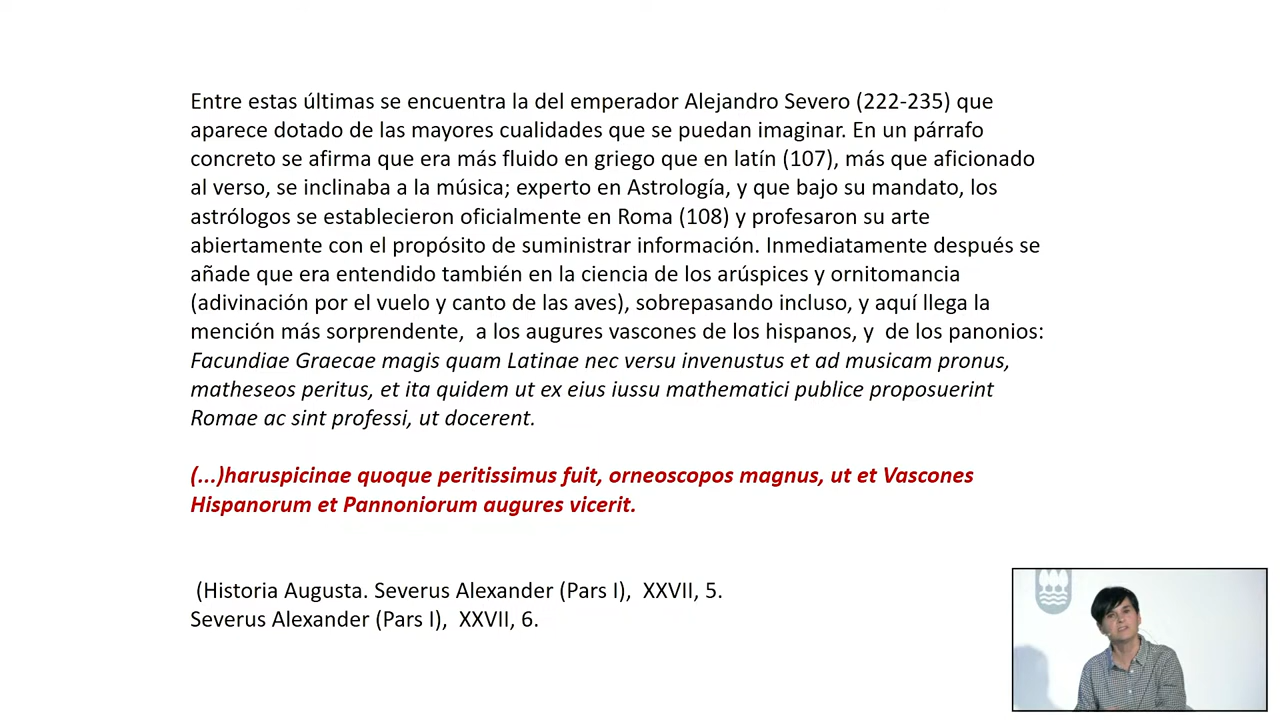 Entre estas últimas se encuentra la del emperador Alejandro Severo (222-235) que
aparece dotado de las mayores cualidades que se puedan imaginar. En un párrafo
concreto se afirma que era más fluido en griego que en latín (107), más que aficionado
al verso, se inclinaba a la música; experto en Astrología, y que bajo su mandato, los
astrólogos se establecieron oficialmente en Roma (108) y profesaron su arte
abiertamente con el propósito de suministrar información. Inmediatamente después se
añade que era entendido también en la ciencia de los arúspices y ornitomancia
(adivinación por el vuelo y canto de las aves), sobrepasando incluso, y aquí llega la
mención más sorprendente,  a los augures vascones de los hispanos, y  de los panonios:
Facundiae Graecae magis quam Latinae nec versu invenustus et ad musicam pronus,
matheseos peritus, et ita quidem ut ex eius iussu mathematici publice proposuerint
Romae ac sint professi, ut docerent.
(...)haruspicinae quoque peritissimus fuit, orneoscopos magnus, ut et Vascones
Hispanorum et Pannoniorum augures vicerit.
(Historia Augusta. Severus Alexander (Pars I),  XXVII, 5.
Severus Alexander (Pars I),  XXVII, 6.